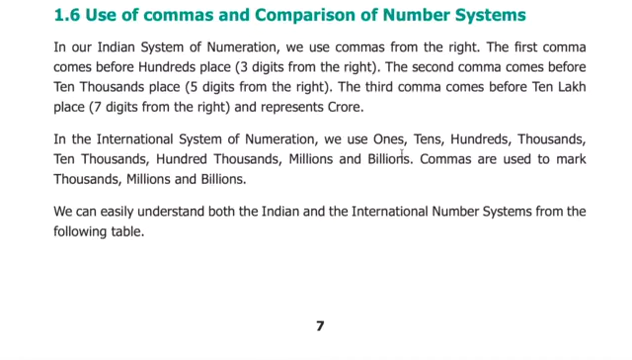 1.6 Use of commas and Comparison of Number Systems
In our Indian System of Numeration, we use commas from the right. The first comma
comes before Hundreds place (3 digits from the right). The second comma comes before
Ten Thousands place (5 digits from the right). The third comma comes before Ten Lakh
place (7 digits from the right) and represents Crore.
In the International System of Numeration, we use Ones, Tens, Hundreds, Thousands,
Ten Thousands, Hundred Thousands, Millions and Billions. Commas are used to mark
Thousands, Millions and Billions.
We can easily understand both the Indian and the International Number Systems from the
following table.
7